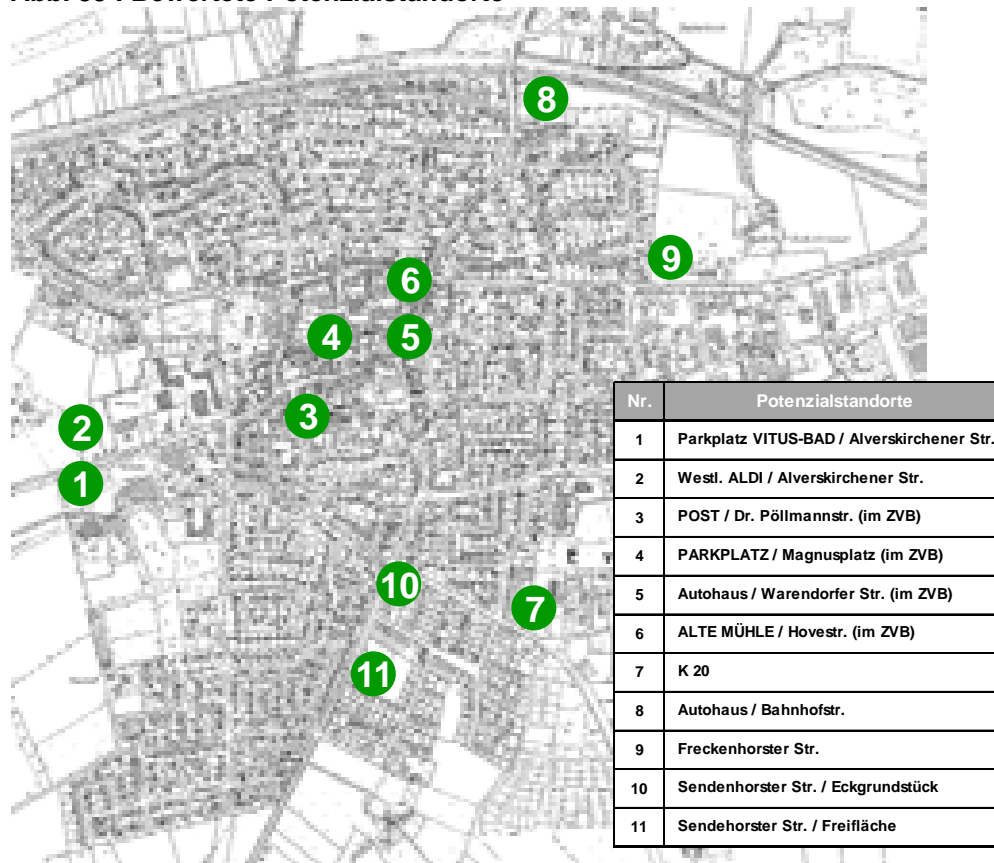 8
9
6
4
5
3
2
1
10
7
11
Nr. Potenzialstandorte
1 Parkplatz VITUS-BAD / Alverskirchener Str.
2 Westl. ALDI / Alverskirchener Str.
3 POST / Dr. Pöllmannstr. (im ZVB)
4 PARKPLATZ / Magnusplatz (im ZVB)
5 Autohaus / Warendorfer Str. (im ZVB)
6 ALTE MÜHLE / Hovestr. (im ZVB)
7 K 20
8 Autohaus / Bahnhofstr.
9 Freckenhorster Str.
10 Sendenhorster Str. / Eckgrundstück
11 Sendehorster Str. / Freifläche